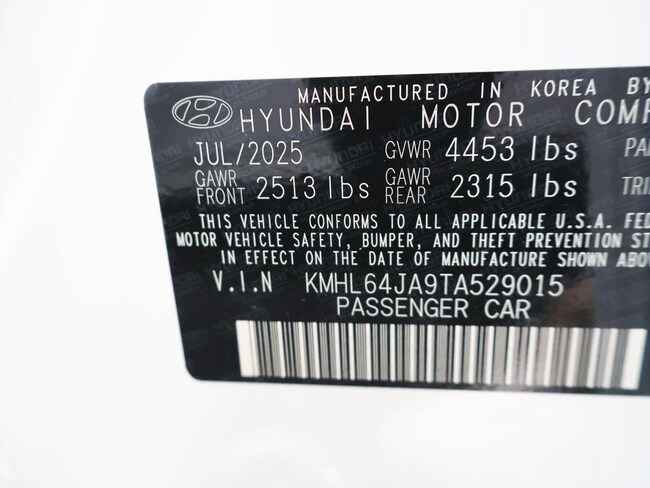 MANUFACTURED IN KOREA BY
HYUNDAI MOTOR COMP
JUL/2025 GVWR 4453 lbs PA
GAWR FRONT 2513 lbs GAWR REAR 2315 lbs TRI
THIS VEHICLE CONFORMS TO ALL APPLICABLE U.S.A. FED
MOTOR VEHICLE SAFETY, BUMPER, AND THEFT PREVENTION ST
IN EFFECT ON THE DATE OF MANUFACTURE SHOWN ABO
V.I.N KMHL64JA9TA529015
PASSENGER CAR